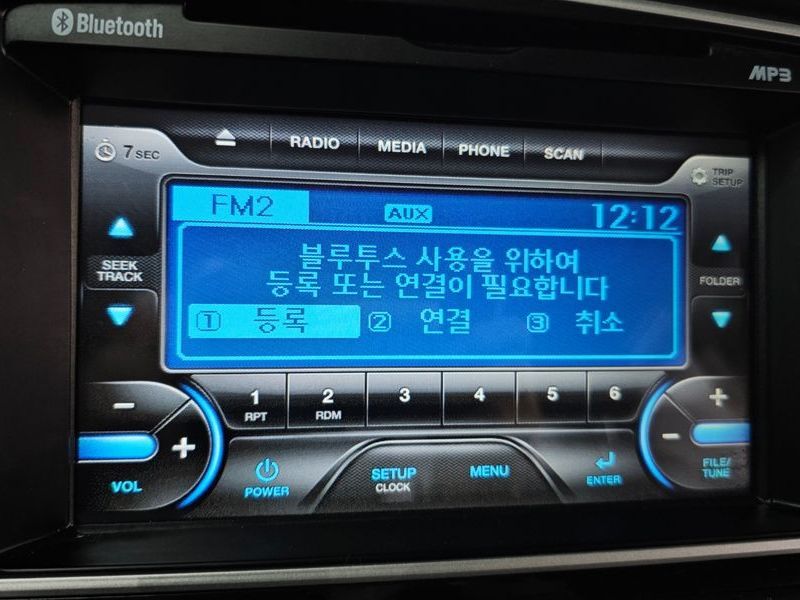 Bluetooth
MP3
7 SEC
RADIO MEDIA PHONE SCAN
TRIP
SETUP
FM2 AUX 12:12
블루투스 사용을 위하여
등록 또는 연결이 필요합니다
① 등록 ② 연결 ③ 취소
SEEK
TRACK
FOLDER
1 2 3 4 5 6
RPT RDM
− + VOL
POWER
SETUP
CLOCK
MENU
ENTER
+ −
FILE/
TUNE